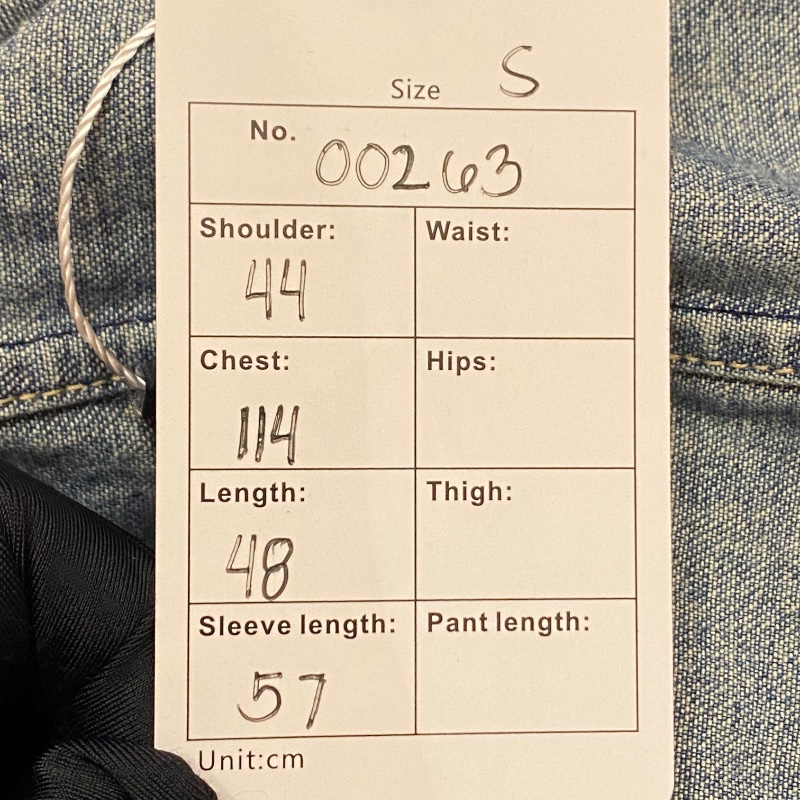 Size S
No. 00263
Shoulder: Waist:
44
Chest: Hips:
114
Length: Thigh:
48
Sleeve length: Pant length:
57
Unit:cm